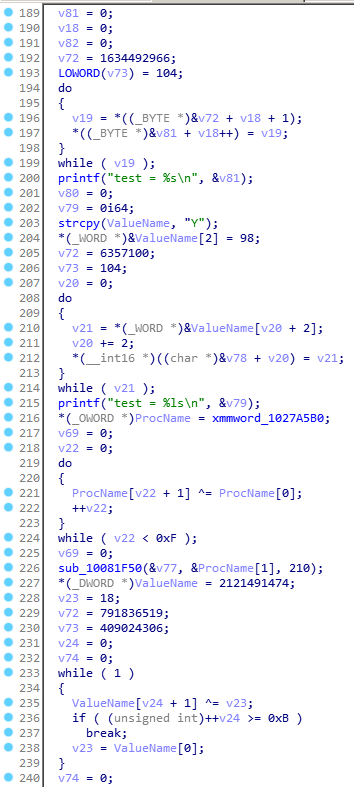 189 v81 = 0;
190 v18 = 0;
191 v82 = 0;
192 v72 = 1634492966;
193 LOWORD(v73) = 104;
194 do
195 {
196 v19 = *((_BYTE *)&v72 + v18 + 1);
197 *((_BYTE *)&v81 + v18++) = v19;
198 }
199 while ( v19 );
200 printf("test = %s\n", &v81);
201 v80 = 0;
202 v79 = 0i64;
203 strcpy(ValueName, "Y");
204 *(_WORD *)&ValueName[2] = 98;
205 v72 = 6357100;
206 v73 = 104;
207 v20 = 0;
208 do
209 {
210 v21 = *(_WORD *)&ValueName[v20 + 2];
211 v20 += 2;
212 *(__int16 *)((char *)&v78 + v20) = v21;
213 }
214 while ( v21 );
215 printf("test = %ls\n", &v79);
216 *(_OWORD *)ProcName = xmmword_1027A5B0;
217 v69 = 0;
218 v22 = 0;
219 do
220 {
221 ProcName[v22 + 1] ^= ProcName[0];
222 ++v22;
223 }
224 while ( v22 < 0xF );
225 v69 = 0;
226 sub_10081F50(&v77, &ProcName[1], 210);
227 *(_DWORD *)ValueName = 2121491474;
228 v23 = 18;
229 v72 = 791836519;
230 v73 = 409024306;
231 v24 = 0;
232 v74 = 0;
233 while ( 1 )
234 {
235 ValueName[v24 + 1] ^= v23;
236 if ( (unsigned int)++v24 >= 0xB )
237 break;
238 v23 = ValueName[0];
239 }
240 v74 = 0;